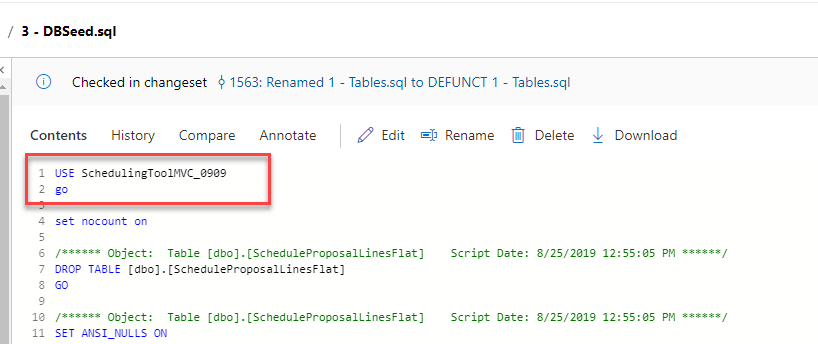 / 3 - DBSeed.sql
Checked in changeset 1563: Renamed 1 - Tables.sql to DEFUNCT 1 - Tables.sql
Contents History Compare Annotate Edit Rename Delete Download
1 USE SchedulingToolMVC_0909
2 go
3
4 set nocount on
5
6 /****** Object:  Table [dbo].[ScheduleProposalLinesFlat]    Script Date: 8/25/2019 12:55:05 PM ******/
7 DROP TABLE [dbo].[ScheduleProposalLinesFlat]
8 GO
9
10 /****** Object:  Table [dbo].[ScheduleProposalLinesFlat]    Script Date: 8/25/2019 12:55:05 PM ******/
11 SET ANSI_NULLS ON